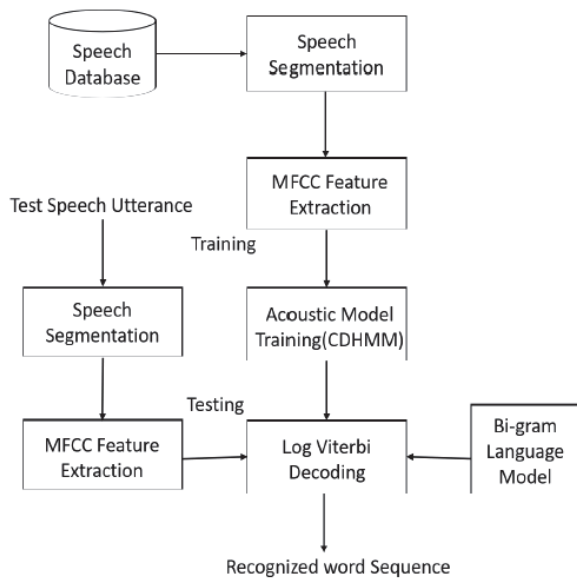 Speech
Database
Speech
Segmentation
MFCC Feature
Extraction
Test Speech Utterance
Training
Speech
Segmentation
Acoustic Model
Training(CDHMM)
Testing
MFCC Feature
Extraction
Log Viterbi
Decoding
Bi-gram
Language
Model
Recognized word Sequence